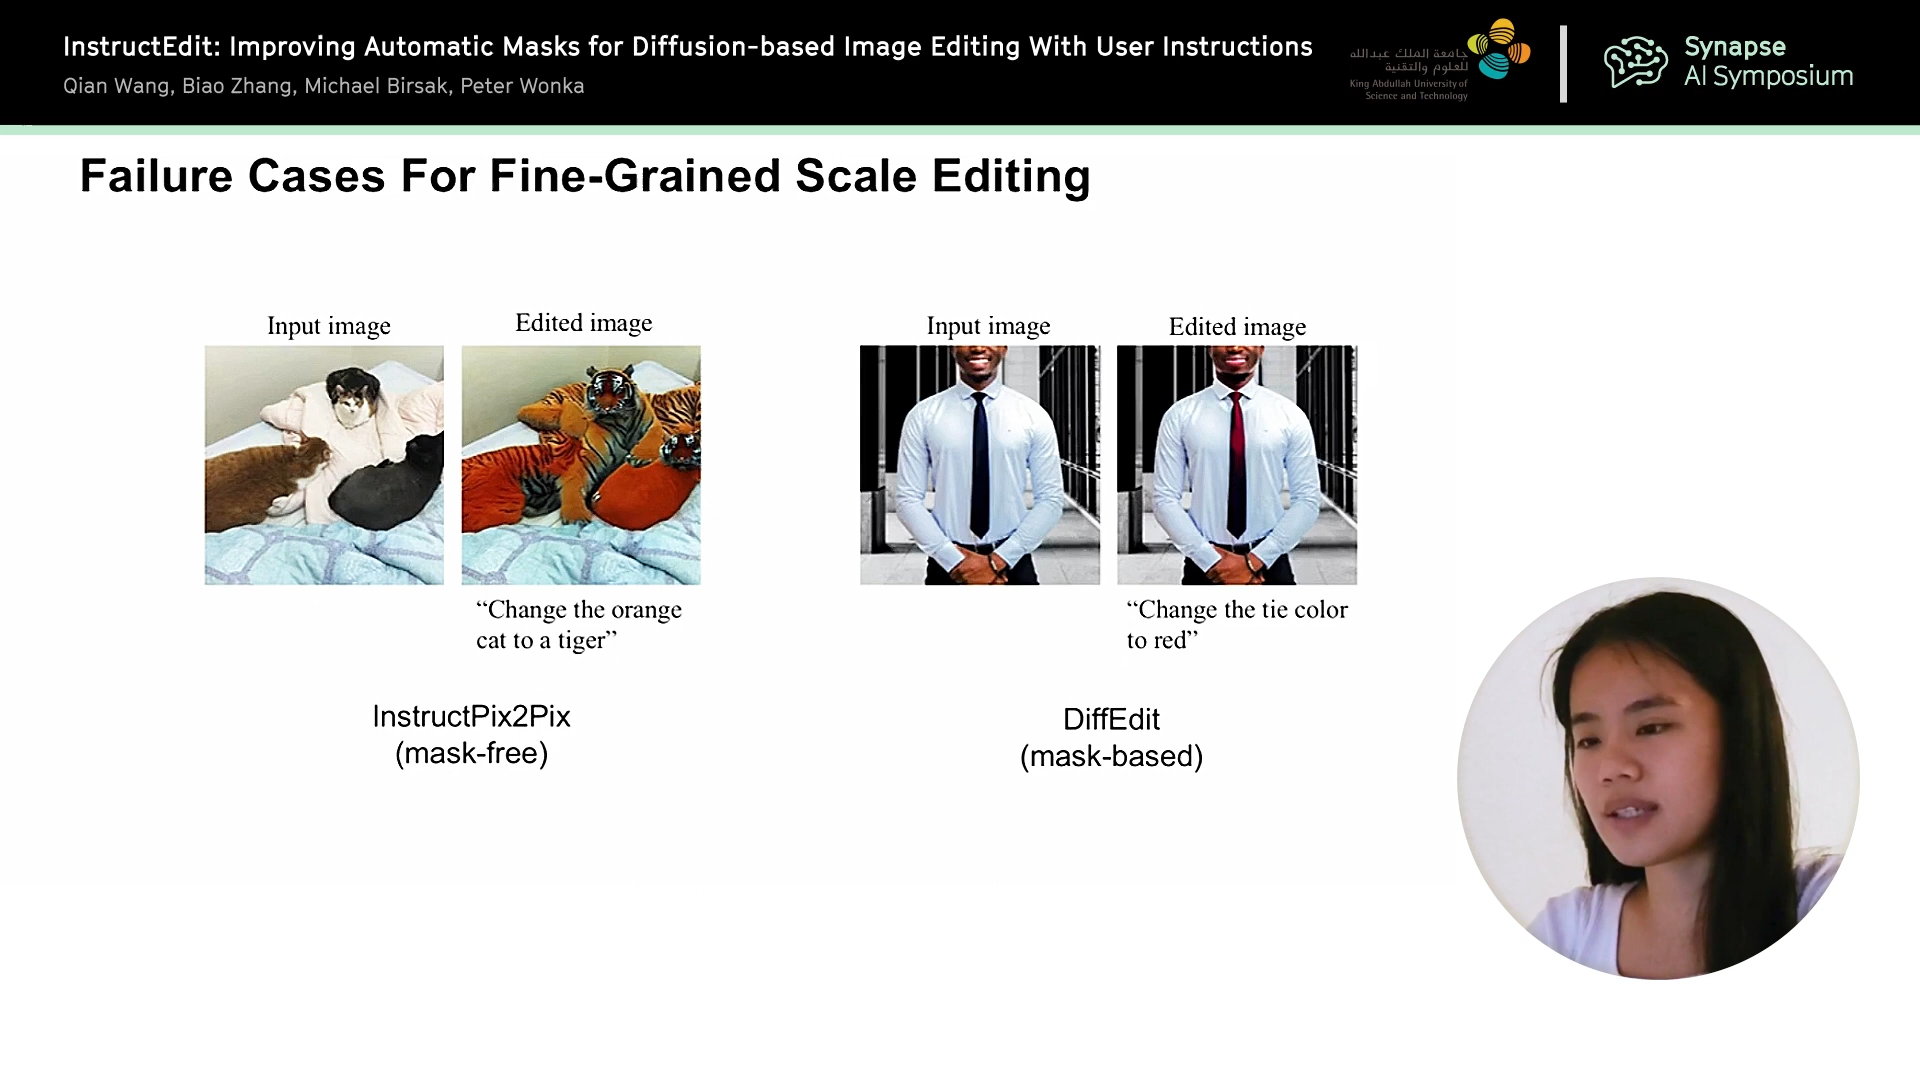 InstructEdit: Improving Automatic Masks for Diffusion-based Image Editing With User Instructions
Qian Wang, Biao Zhang, Michael Birsak, Peter Wonka
جامعة الملك عبدالله
للعلوم والتقنية
King Abdullah University of
Science and Technology
Synapse
AI Symposium
Failure Cases For Fine-Grained Scale Editing
Input image
Edited image
Input image
Edited image
“Change the orange
cat to a tiger”
“Change the tie color
to red”
InstructPix2Pix
(mask-free)
DiffEdit
(mask-based)